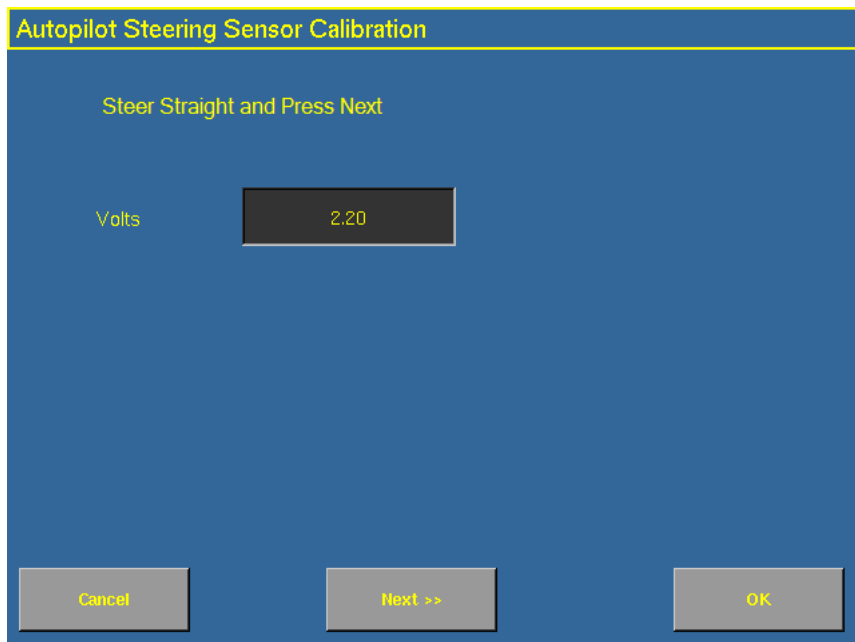 Autopilot Steering Sensor Calibration
Steer Straight and Press Next
Volts 2.20
Cancel Next >> OK